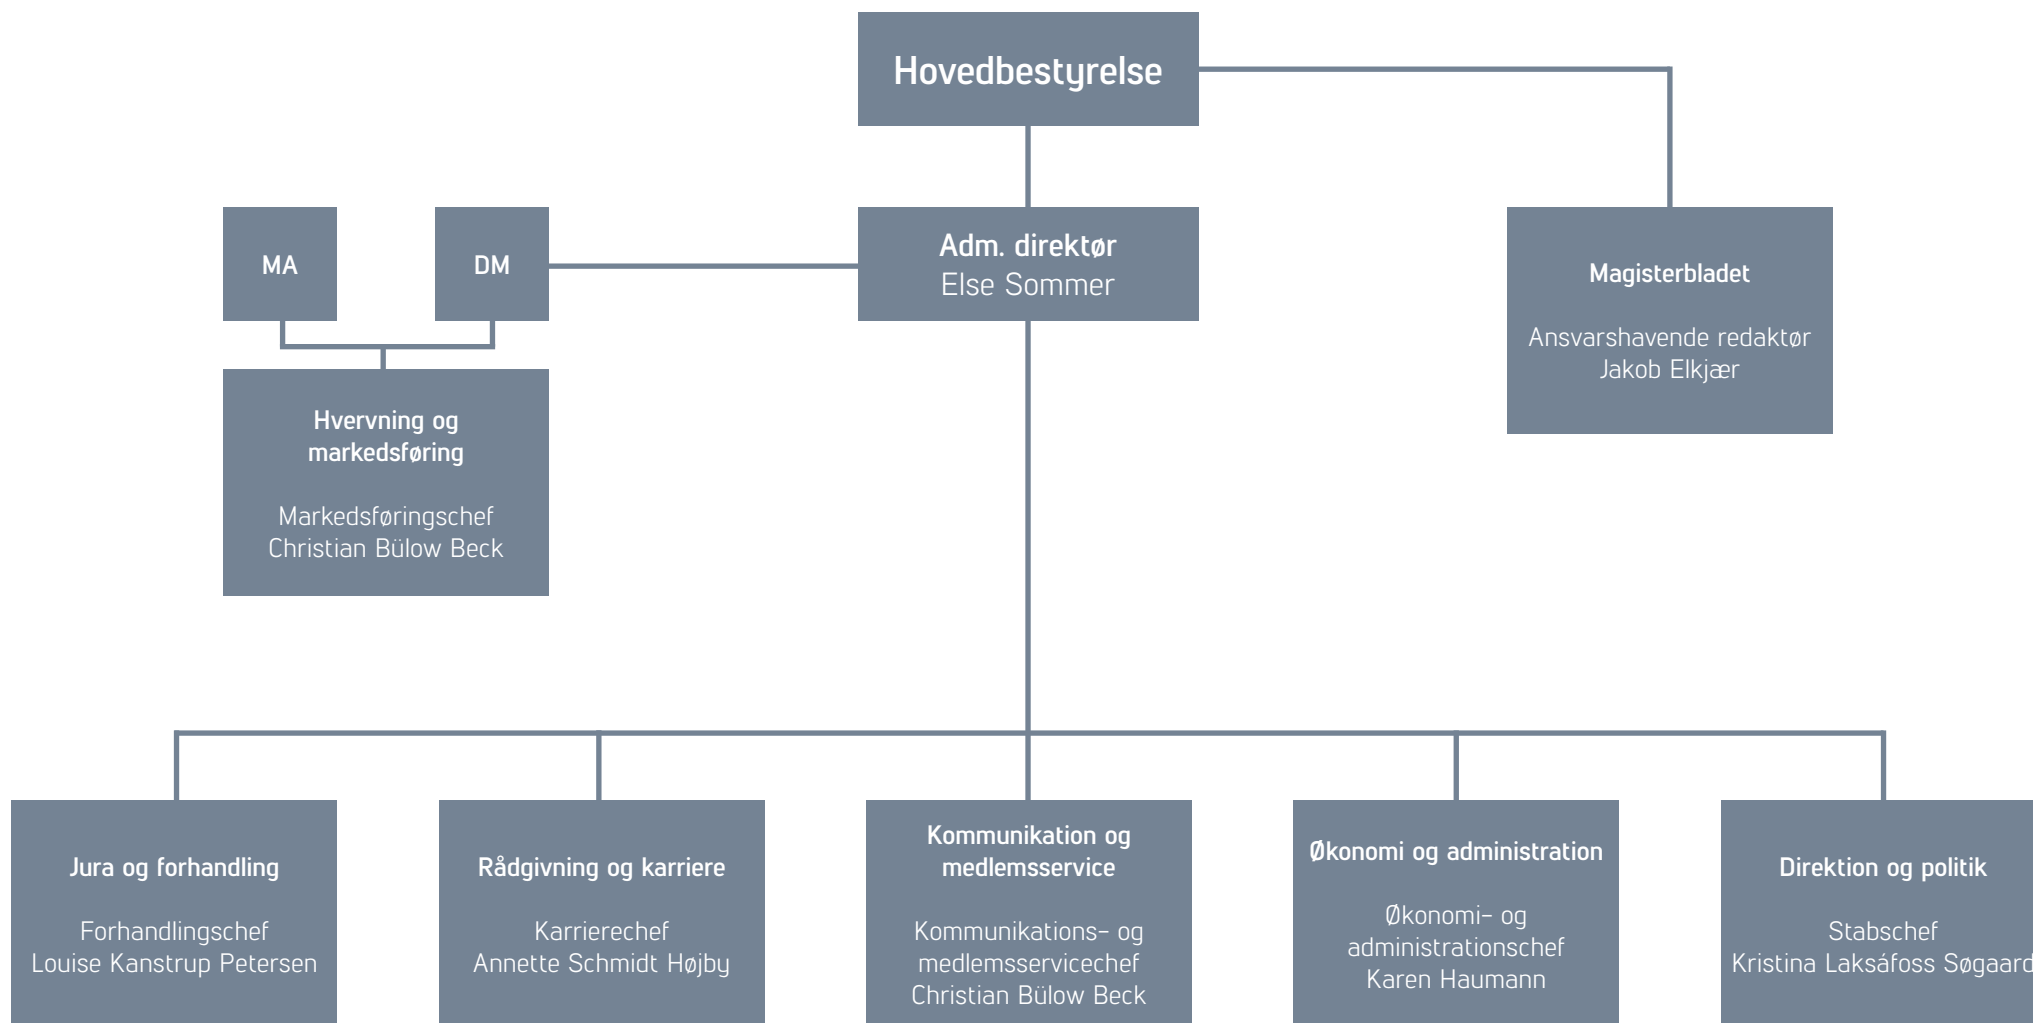 Hovedbestyrelse
MA
DM
Adm. direktør
Else Sommer
Magisterbladet
Ansvarshavende redaktør
Jakob Elkjær
Hvervning og
markedsføring
Markedsføringschef
Christian Bülow Beck
Jura og forhandling
Forhandlingschef
Louise Kanstrup Petersen
Rådgivning og karriere
Karrierechef
Annette Schmidt Højby
Kommunikation og
medlemsservice
Kommunikations- og
medlemsservicechef
Christian Bülow Beck
Økonomi og administration
Økonomi- og
administrationschef
Karen Haumann
Direktion og politik
Stabschef
Kristina Laksáfoss Søgaard